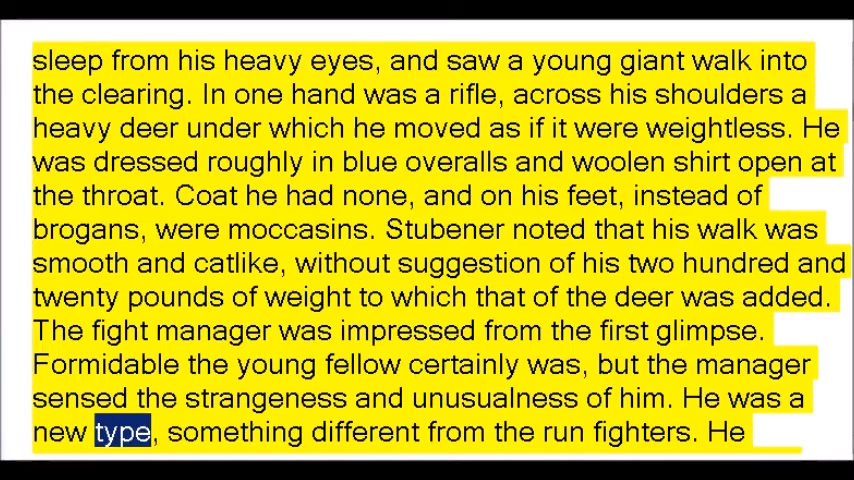 sleep from his heavy eyes, and saw a young giant walk into
the clearing. In one hand was a rifle, across his shoulders a
heavy deer under which he moved as if it were weightless. He
was dressed roughly in blue overalls and woolen shirt open at
the throat. Coat he had none, and on his feet, instead of
brogans, were moccasins. Stubener noted that his walk was
smooth and catlike, without suggestion of his two hundred and
twenty pounds of weight to which that of the deer was added.
The fight manager was impressed from the first glimpse.
Formidable the young fellow certainly was, but the manager
sensed the strangeness and unusualness of him. He was a
new type, something different from the run fighters. He